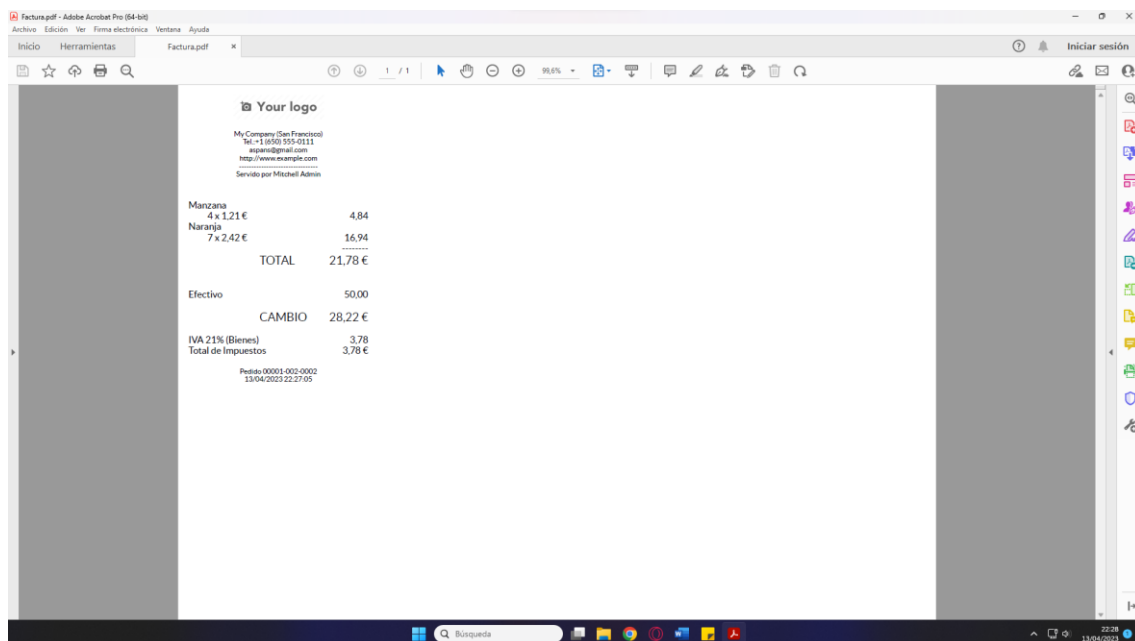 Factura.pdf - Adobe Acrobat Pro (64-bit)
Archivo Edición Ver Firma electrónica Ventana Ayuda
Inicio Herramientas Factura.pdf × Iniciar sesión
1 / 1 99,6%
Your logo
My Company (San Francisco)
Tel.:+1 (650) 555-0111
aspans@gmail.com
http://www.example.com
--------------------------------
Servido por Mitchell Admin
Manzana
4 x 1,21 € 4,84
Naranja
7 x 2,42 € 16,94
--------
TOTAL 21,78 €
Efectivo 50,00
CAMBIO 28,22 €
IVA 21% (Bienes) 3,78
Total de Impuestos 3,78 €
Pedido 00001-002-0002
13/04/2023 22:27:05
Búsqueda
22:28
13/04/2023